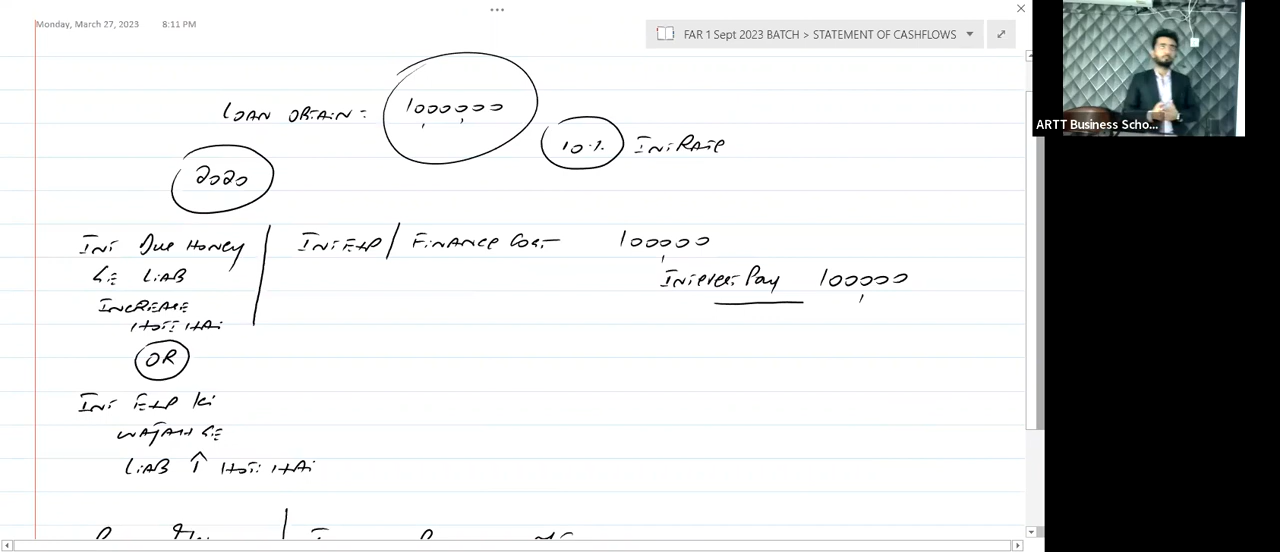 Monday, March 27, 2023 8:11 PM
FAR 1 Sept 2023 BATCH > STATEMENT OF CASHFLOWS
ARTT Business Scho...
LOAN OBTAIN = 1000000
10% INT RATE
2020
INT DUE HONEY | INT EXP / FINANCE COST 100000
SE LIAB
INTEREST PAY 100000
INCREASE
HOTI HAI
OR
INT EXP KI
WAJAH SE
LIAB ↑ HOTI HAI